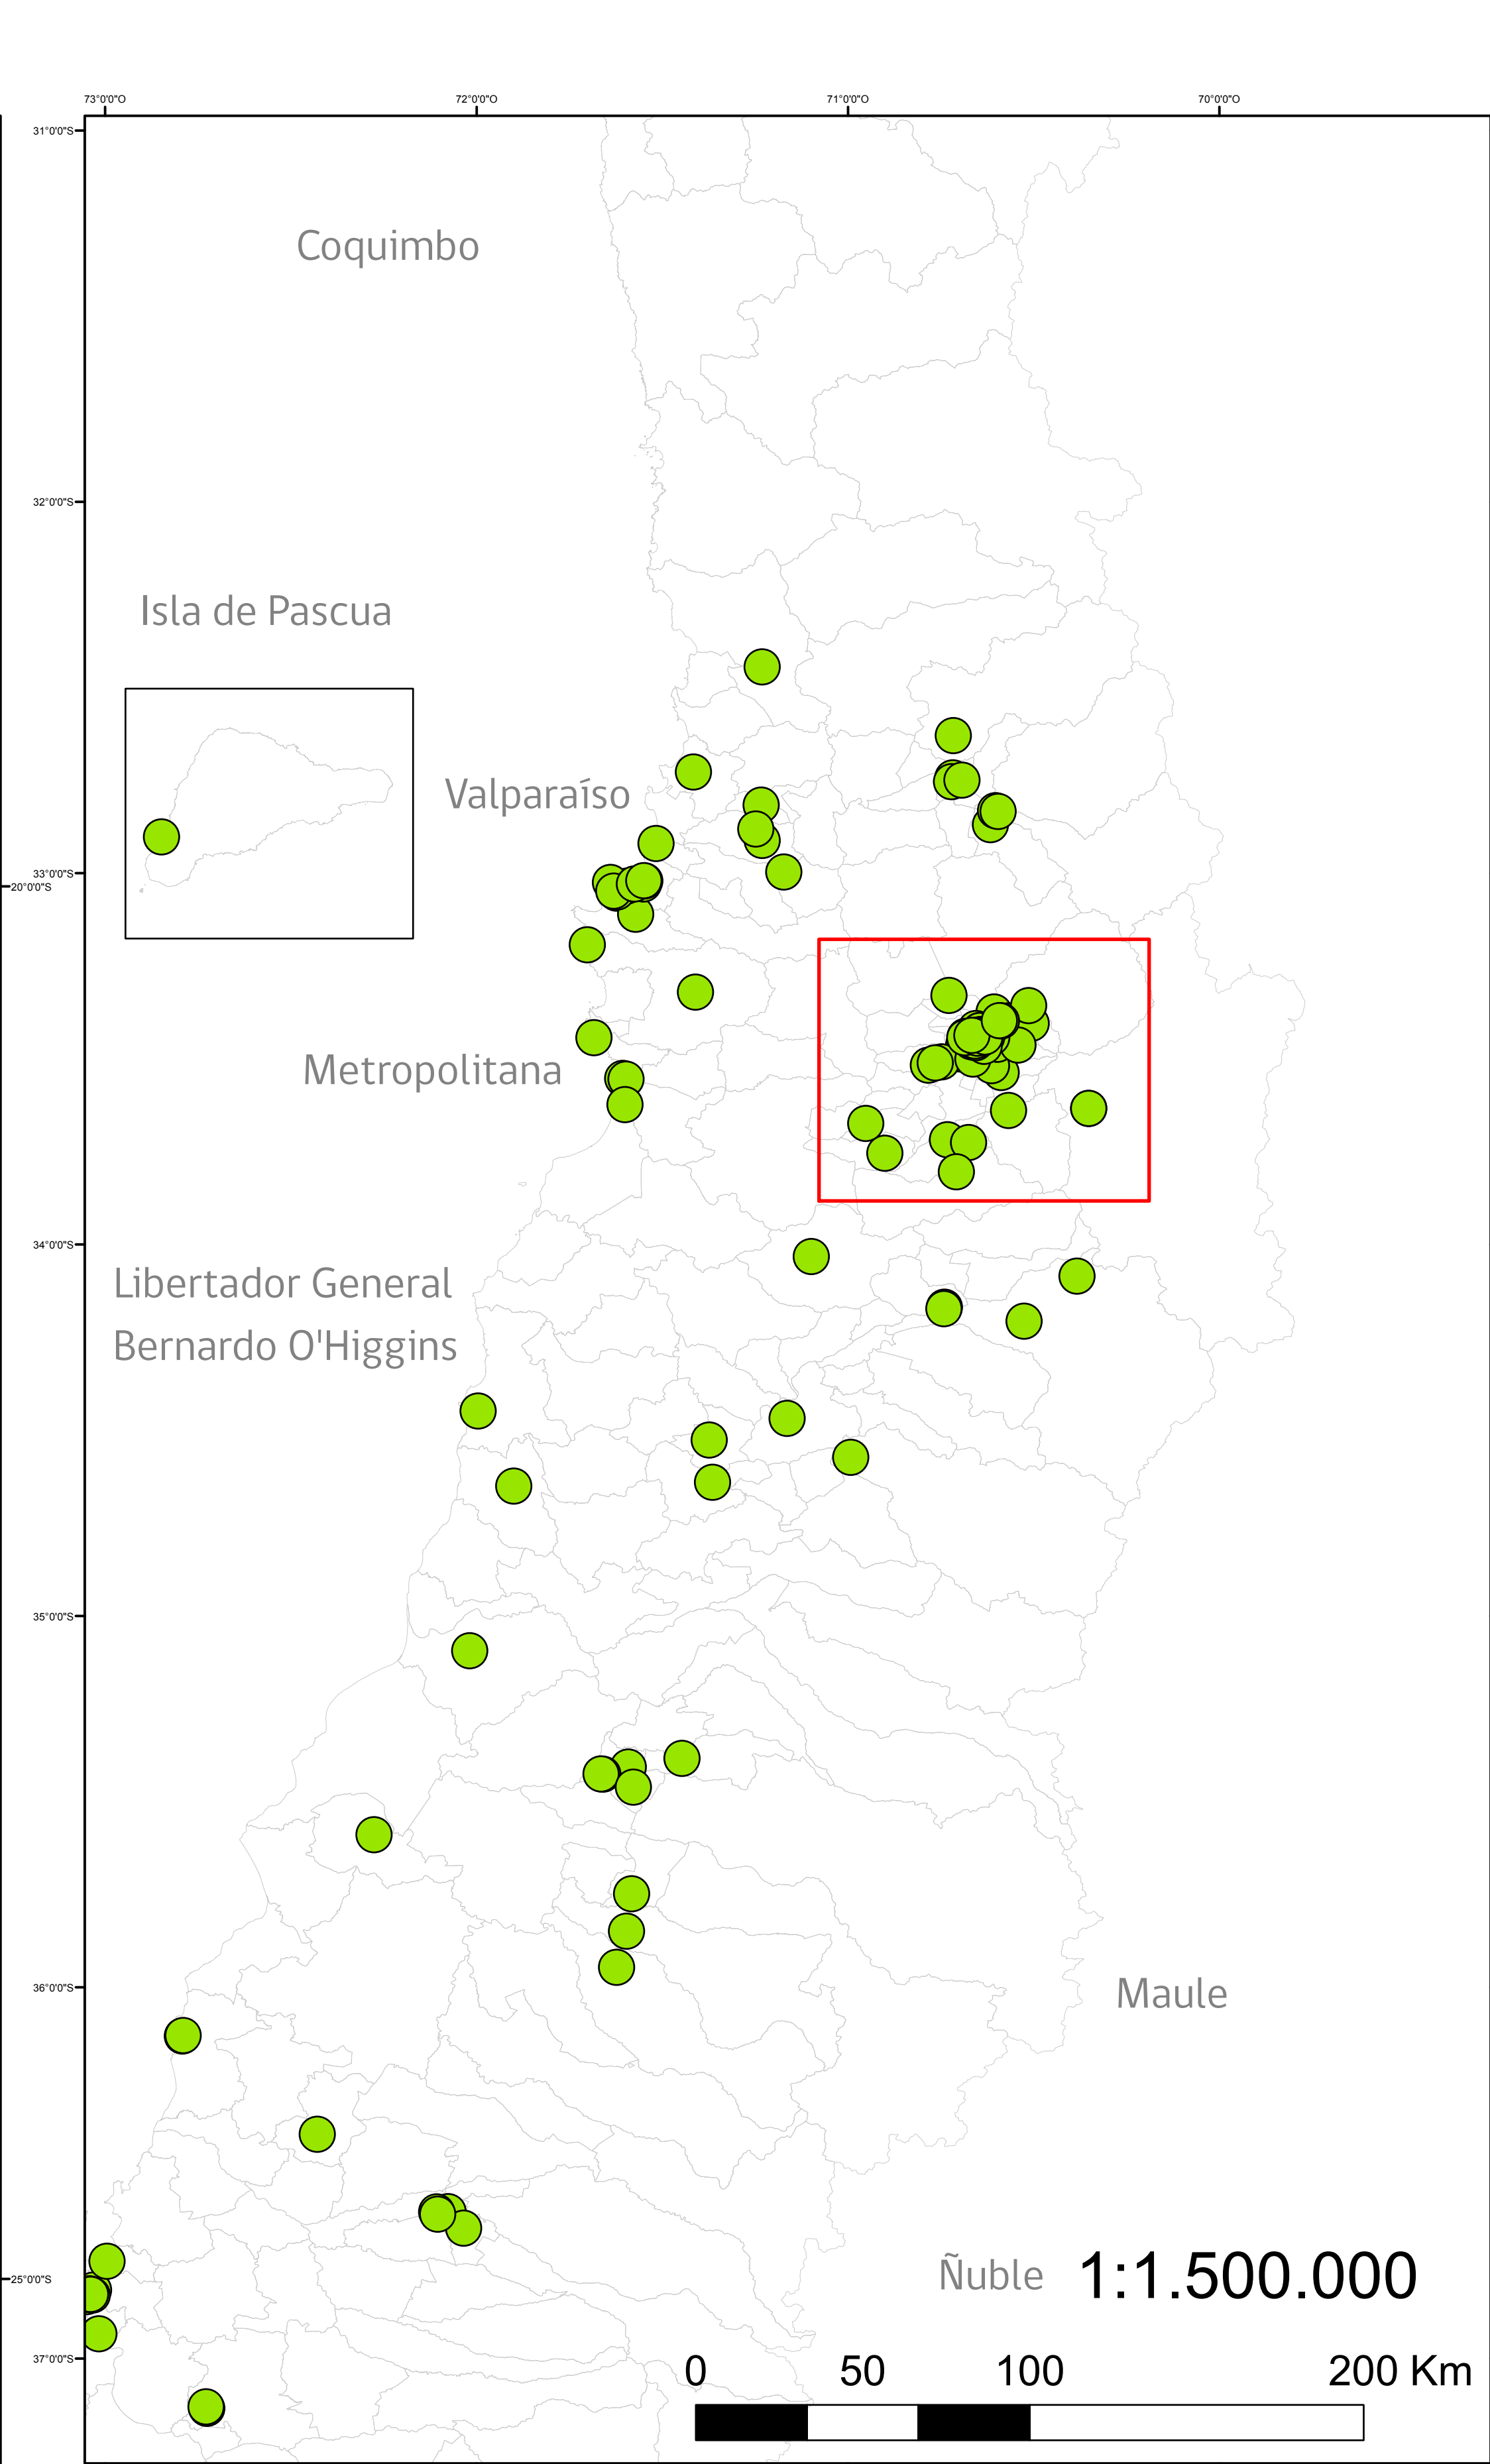 73°0'0"O 72°0'0"O 71°0'0"O 70°0'0"O
31°0'0"S
Coquimbo
32°0'0"S
Isla de Pascua
Valparaíso
33°0'0"S
20°0'0"S
Metropolitana
34°0'0"S
Libertador General
Bernardo O'Higgins
35°0'0"S
36°0'0"S
Maule
Ñuble 1:1.500.000
25°0'0"S
37°0'0"S
0 50 100 200 Km